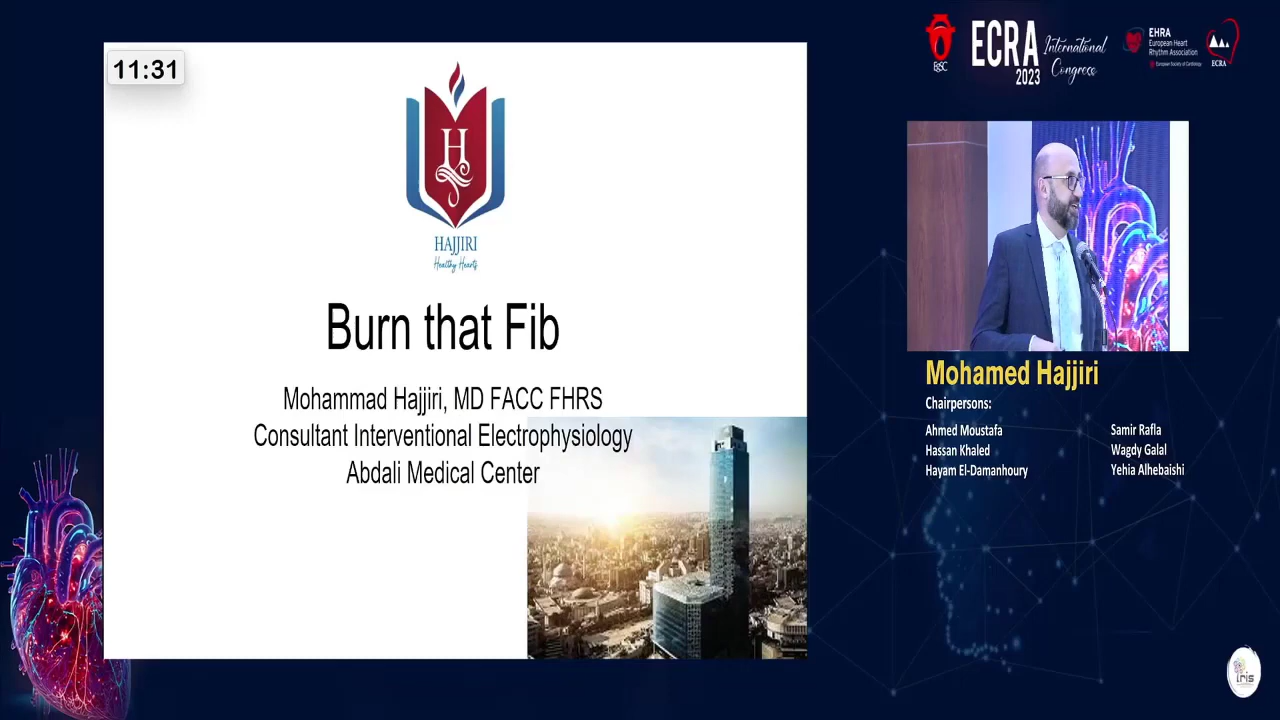 11:31
H
HAJJIRI
Healthy Hearts
Burn that Fib
Mohammad Hajjiri, MD FACC FHRS
Consultant Interventional Electrophysiology
Abdali Medical Center
ECRA
2023
International
Congress
EHRA
European Heart
Rhythm Association
European Society of Cardiology
ECRA
Mohamed Hajjiri
Chairpersons:
Ahmed Moustafa
Hassan Khaled
Hayam El-Damanhoury
Samir Rafla
Wagdy Galal
Yehia Alhebaishi
Iris